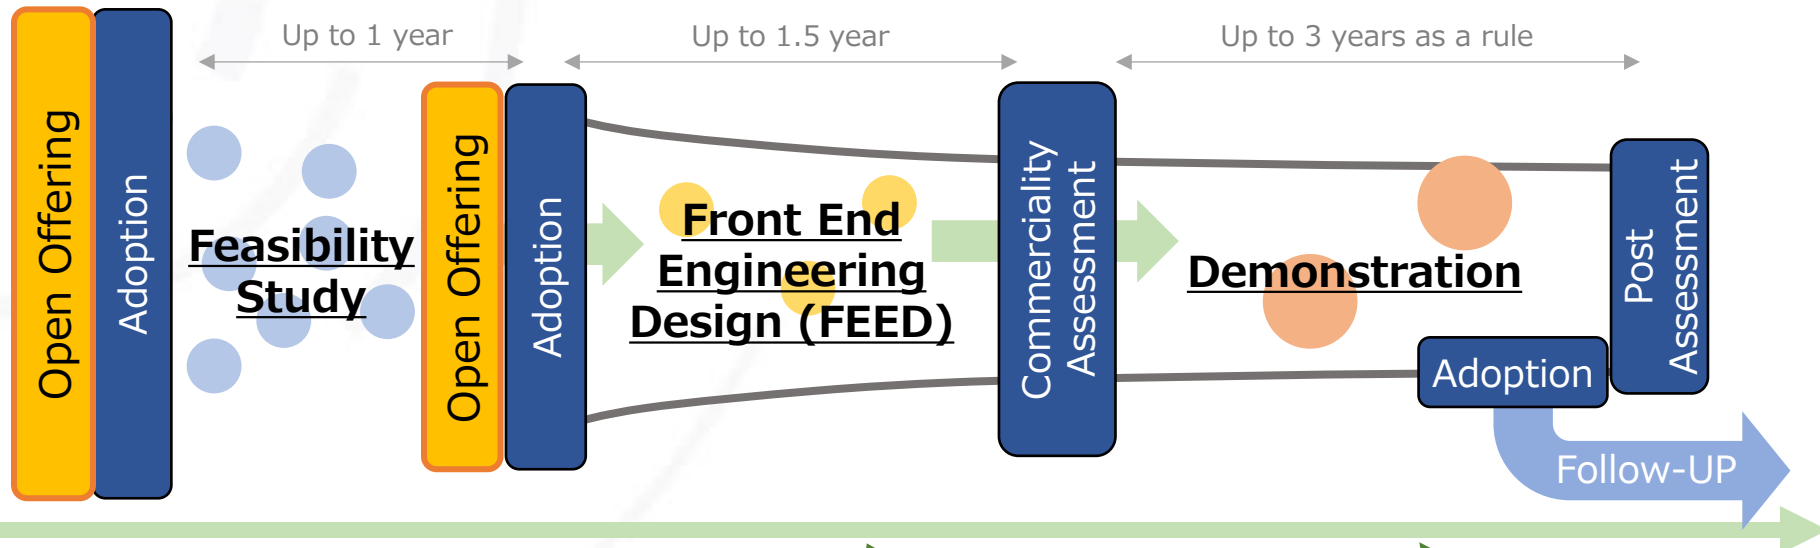 Up to 1 year
Up to 1.5 year
Up to 3 years as a rule
Open Offering
Adoption
Feasibility
Study
Open Offering
Adoption
Front End
Engineering
Design (FEED)
Commerciality
Assessment
Demonstration
Adoption
Post
Assessment
Follow-UP